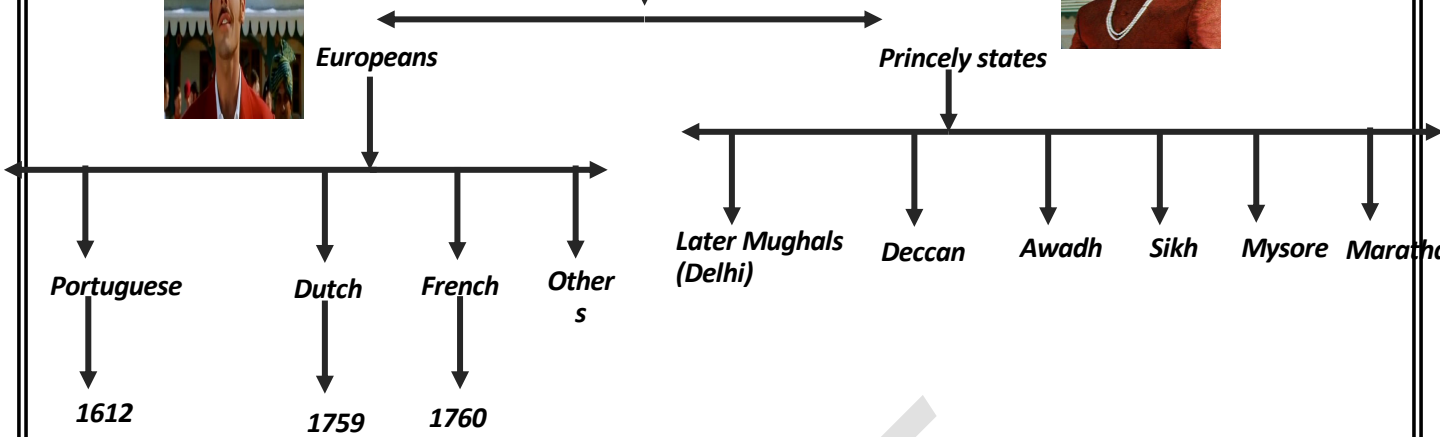 Europeans
Princely states
Later Mughals
(Delhi)
Deccan
Awadh
Sikh
Mysore
Portuguese
Dutch
French
Other
s
1612
1759
1760